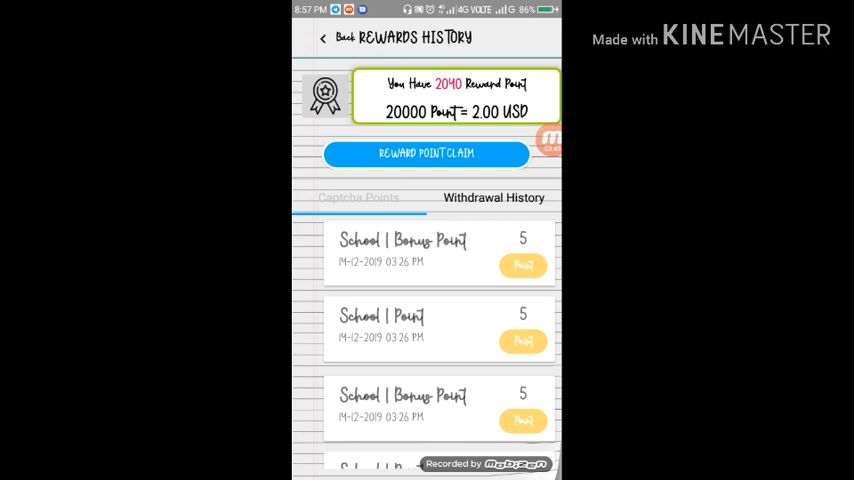 8:57 PM 4G VOLTE G 86%
Made with KINEMASTER
Back REWARDS HISTORY
You Have 2040 Reward Point
20000 Point = 2.00 USD
03:45
REWARD POINT CLAIM
Captcha Points Withdrawal History
School | Bonus Point 5
14-12-2019 03:26 PM Point
School | Point 5
14-12-2019 03:26 PM Point
School | Bonus Point 5
14-12-2019 03:26 PM Point
Recorded by mobizen